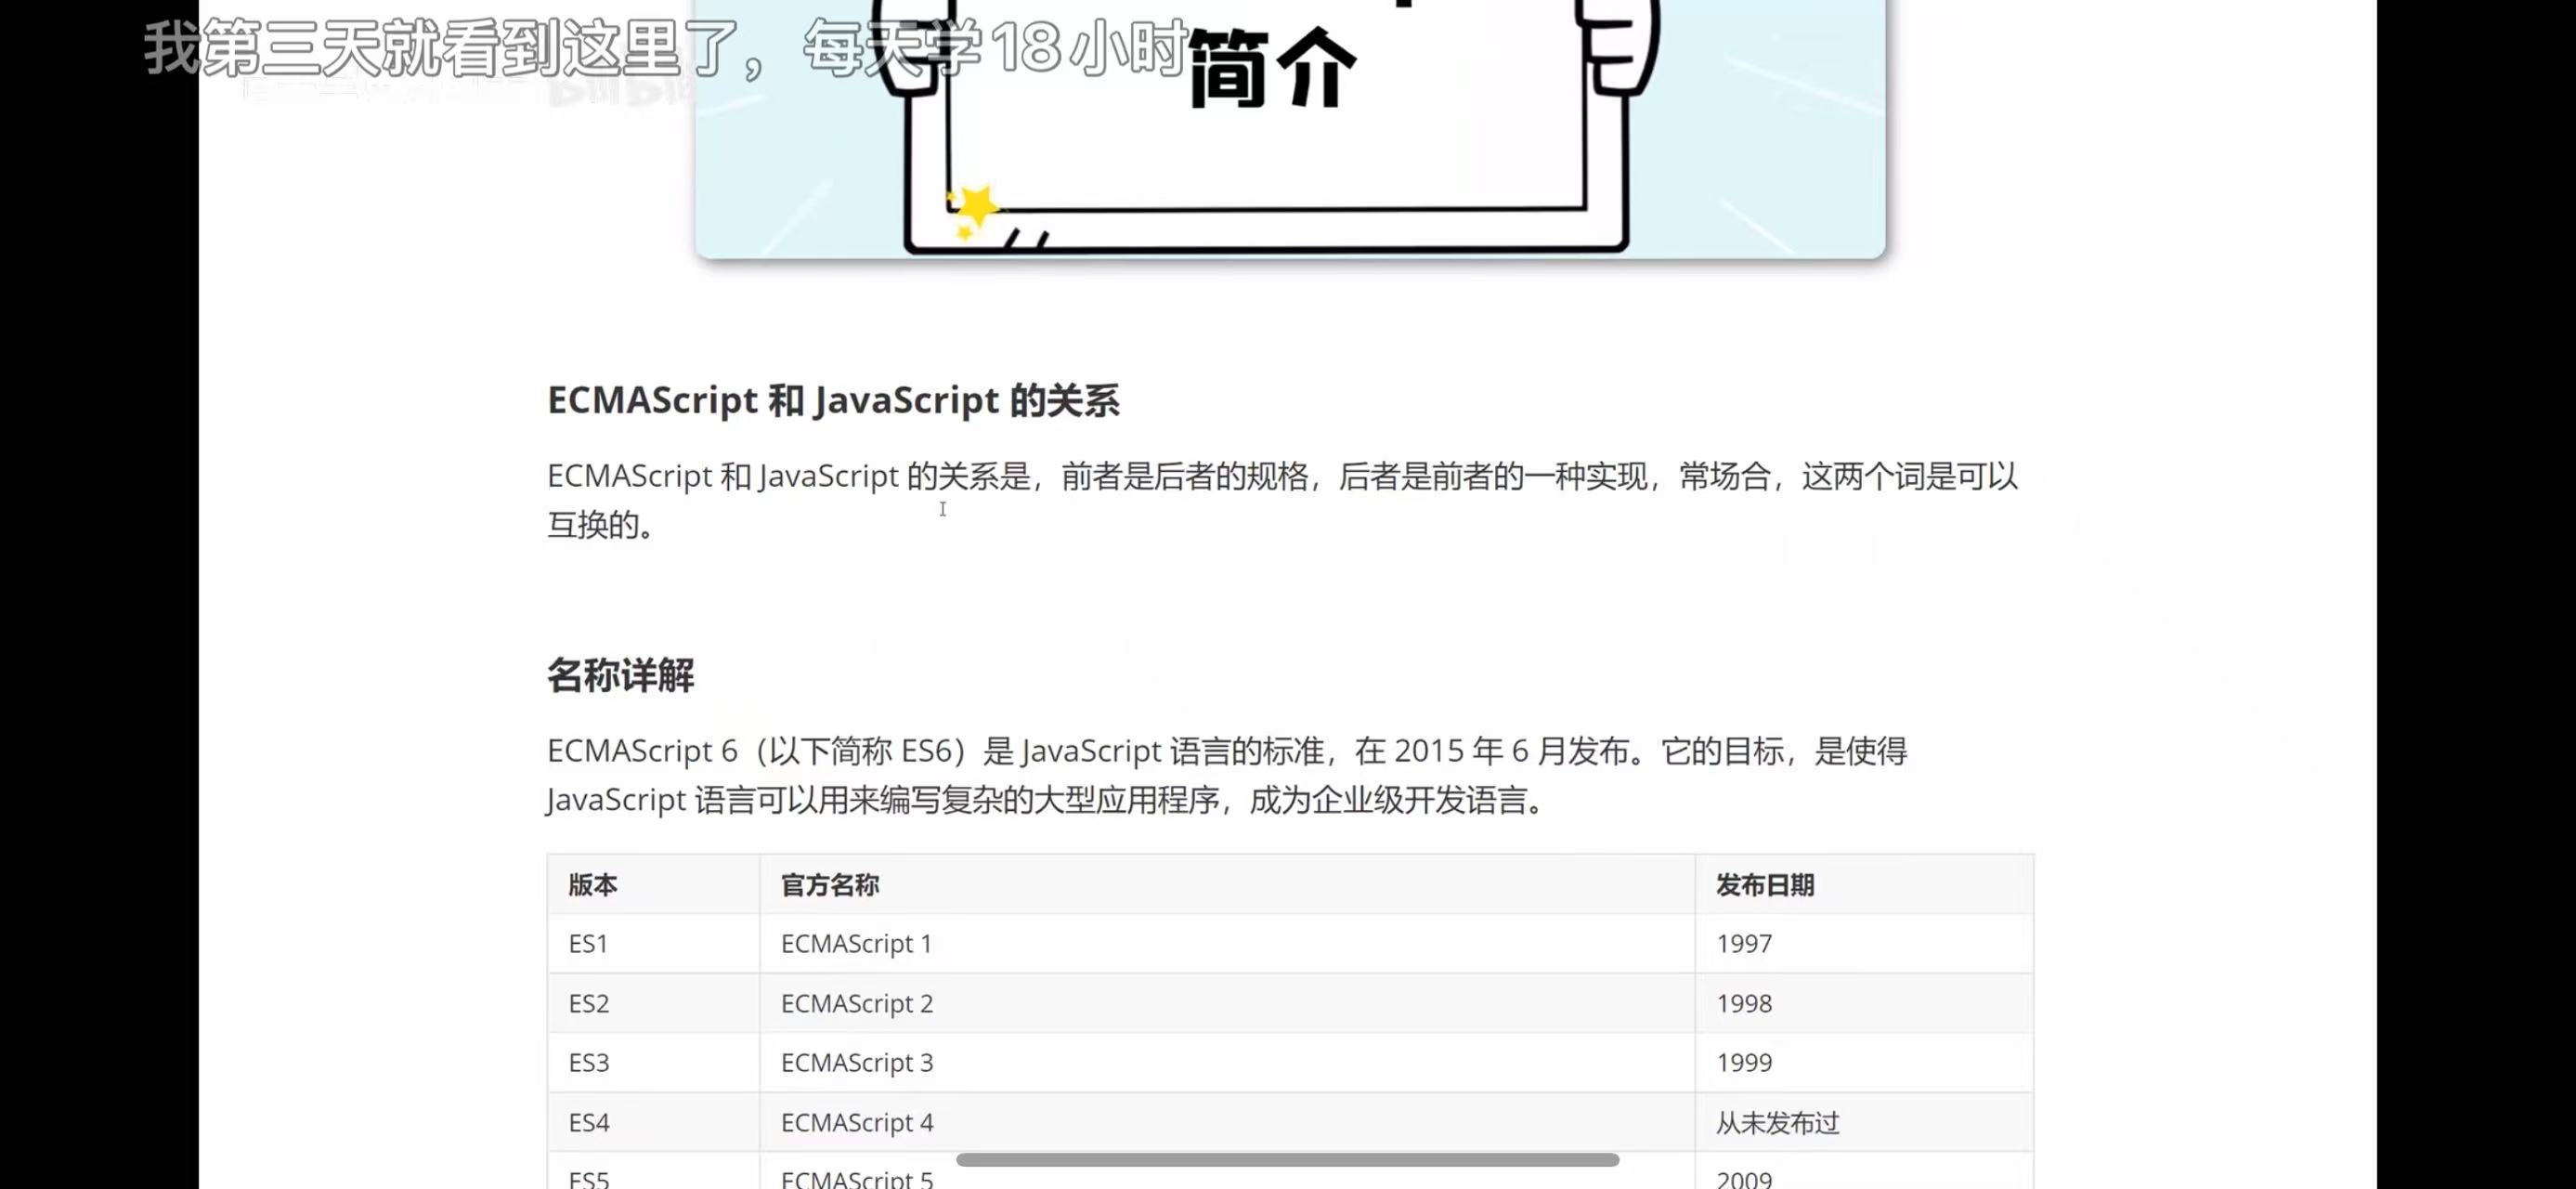 我第三天就看到这里了，每天学18小时
简介
bilibili
ECMAScript 和 JavaScript 的关系
ECMAScript 和 JavaScript 的关系是，前者是后者的规格，后者是前者的一种实现，常场合，这两个词是可以
互换的。
名称详解
ECMAScript 6（以下简称 ES6）是 JavaScript 语言的标准，在 2015 年 6 月发布。它的目标，是使得
JavaScript 语言可以用来编写复杂的大型应用程序，成为企业级开发语言。
版本 官方名称 发布日期
ES1 ECMAScript 1 1997
ES2 ECMAScript 2 1998
ES3 ECMAScript 3 1999
ES4 ECMAScript 4 从未发布过
ES5 ECMAScript 5 2009